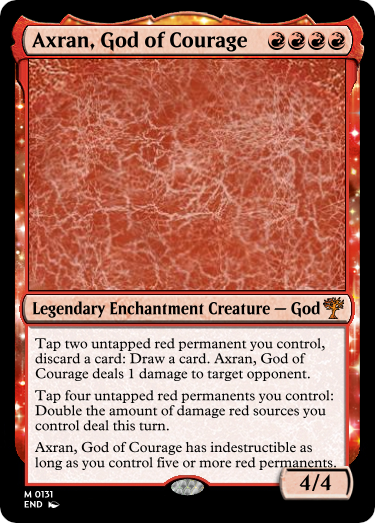 Axran, God of Courage
Legendary Enchantment Creature — God
Tap two untapped red permanent you control,
discard a card: Draw a card. Axran, God of
Courage deals 1 damage to target opponent.
Tap four untapped red permanents you control:
Double the amount of damage red sources you
control deal this turn.
Axran, God of Courage has indestructible as
long as you control five or more red permanents.
4/4
M 0131
END